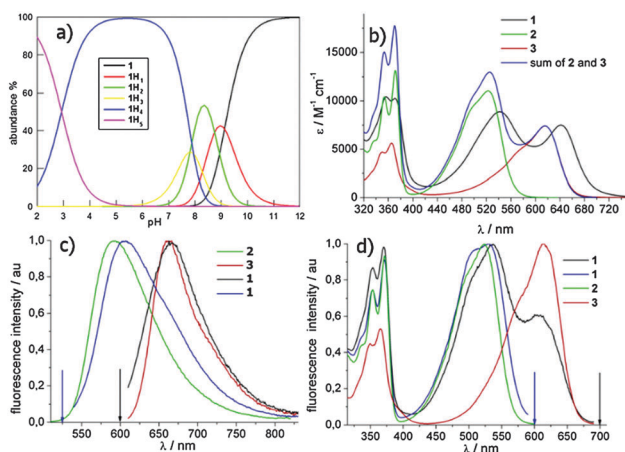 a)
abundance %
100
80
60
40
20
0
1
1H₁
1H₂
1H₃
1H₄
1H₅
2 3 4 5 6 7 8 9 10 11 12
pH
b)
ε / M⁻¹ cm⁻¹
15000
10000
5000
0
1
2
3
sum of 2 and 3
320 360 400 440 480 520 560 600 640 680 720
λ / nm
c)
fluorescence intensity / au
1,0
0,8
0,6
0,4
0,2
0,0
2
3
1
1
550 600 650 700 750 800
λ / nm
d)
fluorescence intensity / au
1,0
0,8
0,6
0,4
0,2
0,0
1
1
2
3
350 400 450 500 550 600 650 700
λ / nm